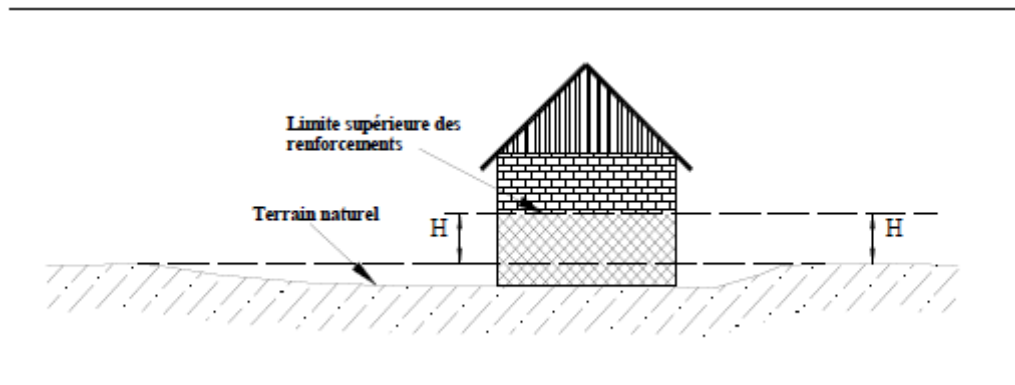 Limite supérieure des
renforcements
Terrain naturel
H
H